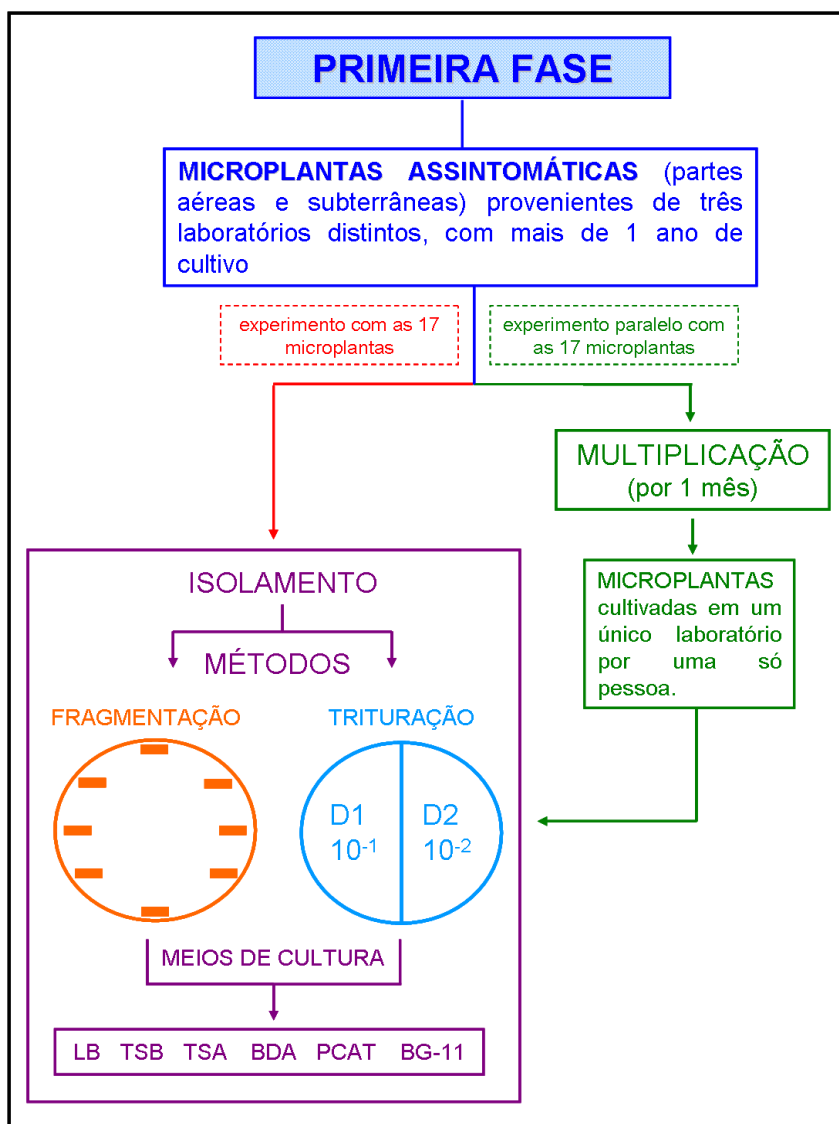 PRIMEIRA FASE
MICROPLANTAS ASSINTOMÁTICAS (partes
aéreas e subterrâneas) provenientes de três
laboratórios distintos, com mais de 1 ano de
cultivo
experimento com as 17
microplantas
experimento paralelo com
as 17 microplantas
MULTIPLICAÇÃO
(por 1 mês)
MICROPLANTAS
cultivadas em um
único laboratório
por uma só
pessoa.
ISOLAMENTO
MÉTODOS
FRAGMENTAÇÃO
TRITURAÇÃO
D1
10⁻¹
D2
10⁻²
MEIOS DE CULTURA
LB TSB TSA BDA PCAT BG-11